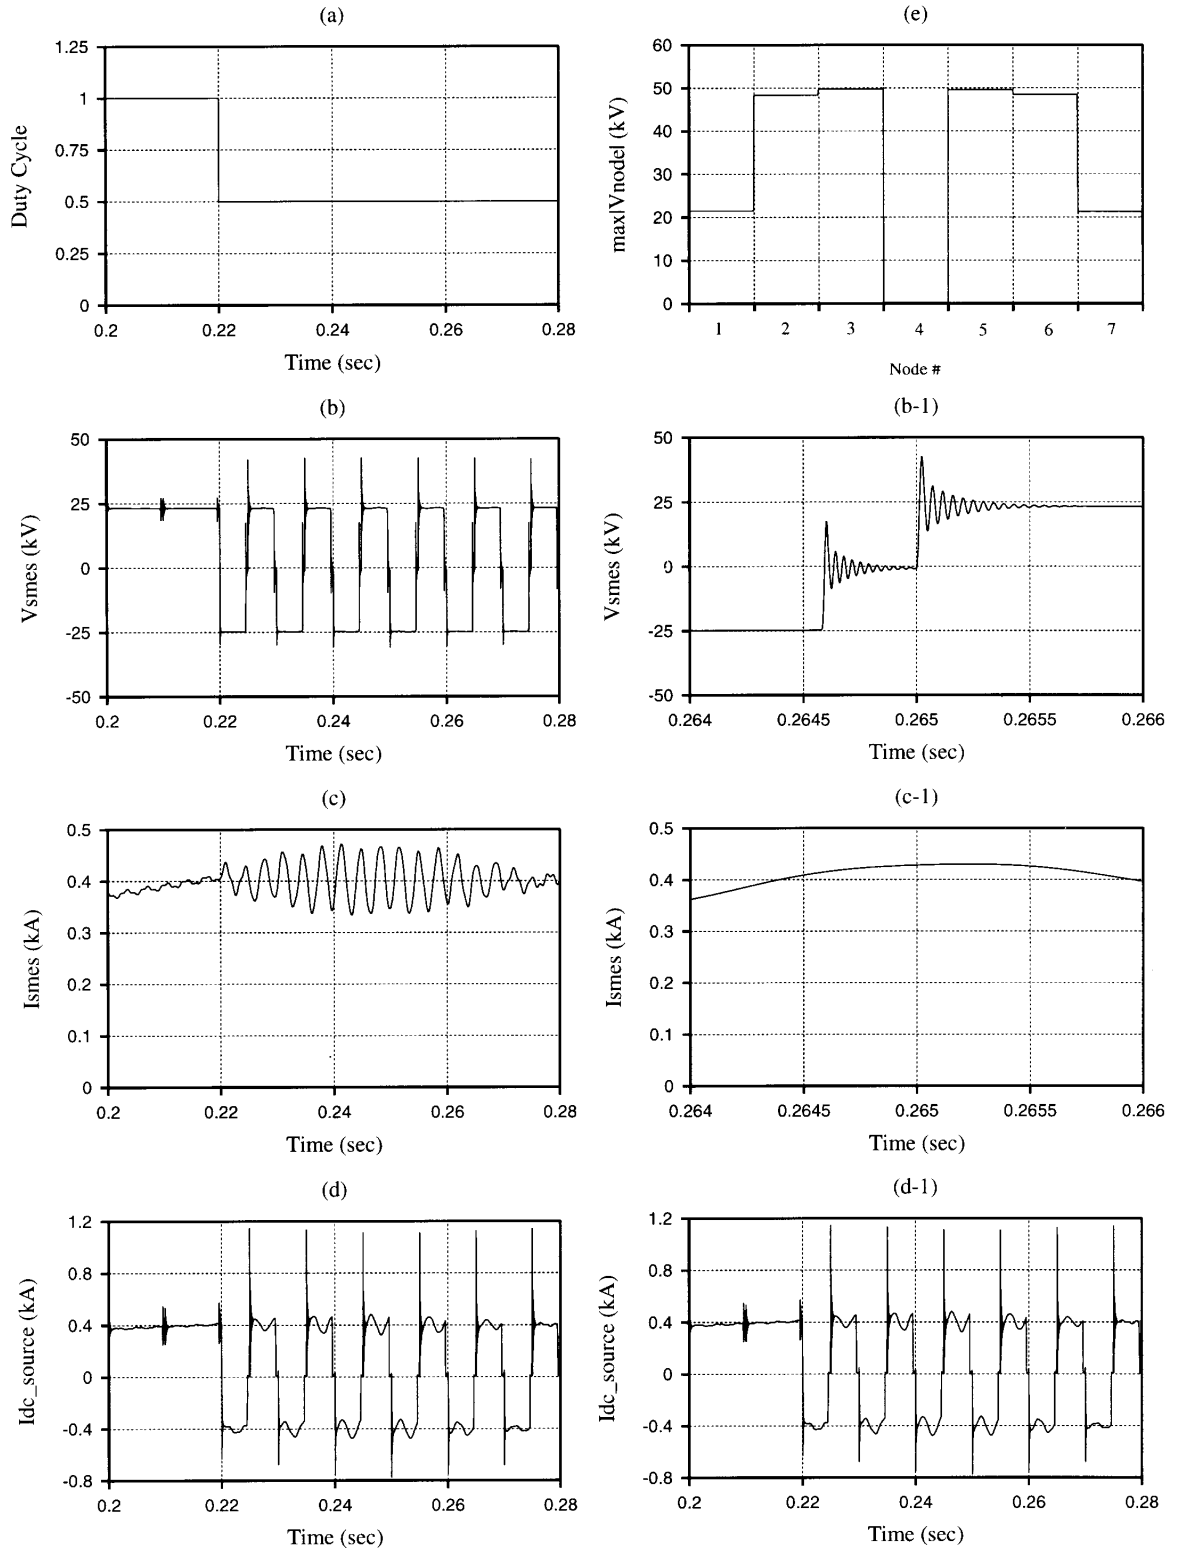 (a)
1.25
1
0.75
0.5
0.25
0
Duty Cycle
0.2 0.22 0.24 0.26 0.28
Time (sec)
(e)
60
50
40
30
20
10
0
max|Vnode| (kV)
1 2 3 4 5 6 7
Node #
(b)
50
25
0
-25
-50
Vsmes (kV)
0.2 0.22 0.24 0.26 0.28
Time (sec)
(b-1)
50
25
0
-25
-50
Vsmes (kV)
0.264 0.2645 0.265 0.2655 0.266
Time (sec)
(c)
0.5
0.4
0.3
0.2
0.1
0
Ismes (kA)
0.2 0.22 0.24 0.26 0.28
Time (sec)
(c-1)
0.5
0.4
0.3
0.2
0.1
0
Ismes (kA)
0.264 0.2645 0.265 0.2655 0.266
Time (sec)
(d)
1.2
0.8
0.4
0
-0.4
-0.8
Idc_source (kA)
0.2 0.22 0.24 0.26 0.28
Time (sec)
(d-1)
1.2
0.8
0.4
0
-0.4
-0.8
Idc_source (kA)
0.2 0.22 0.24 0.26 0.28
Time (sec)